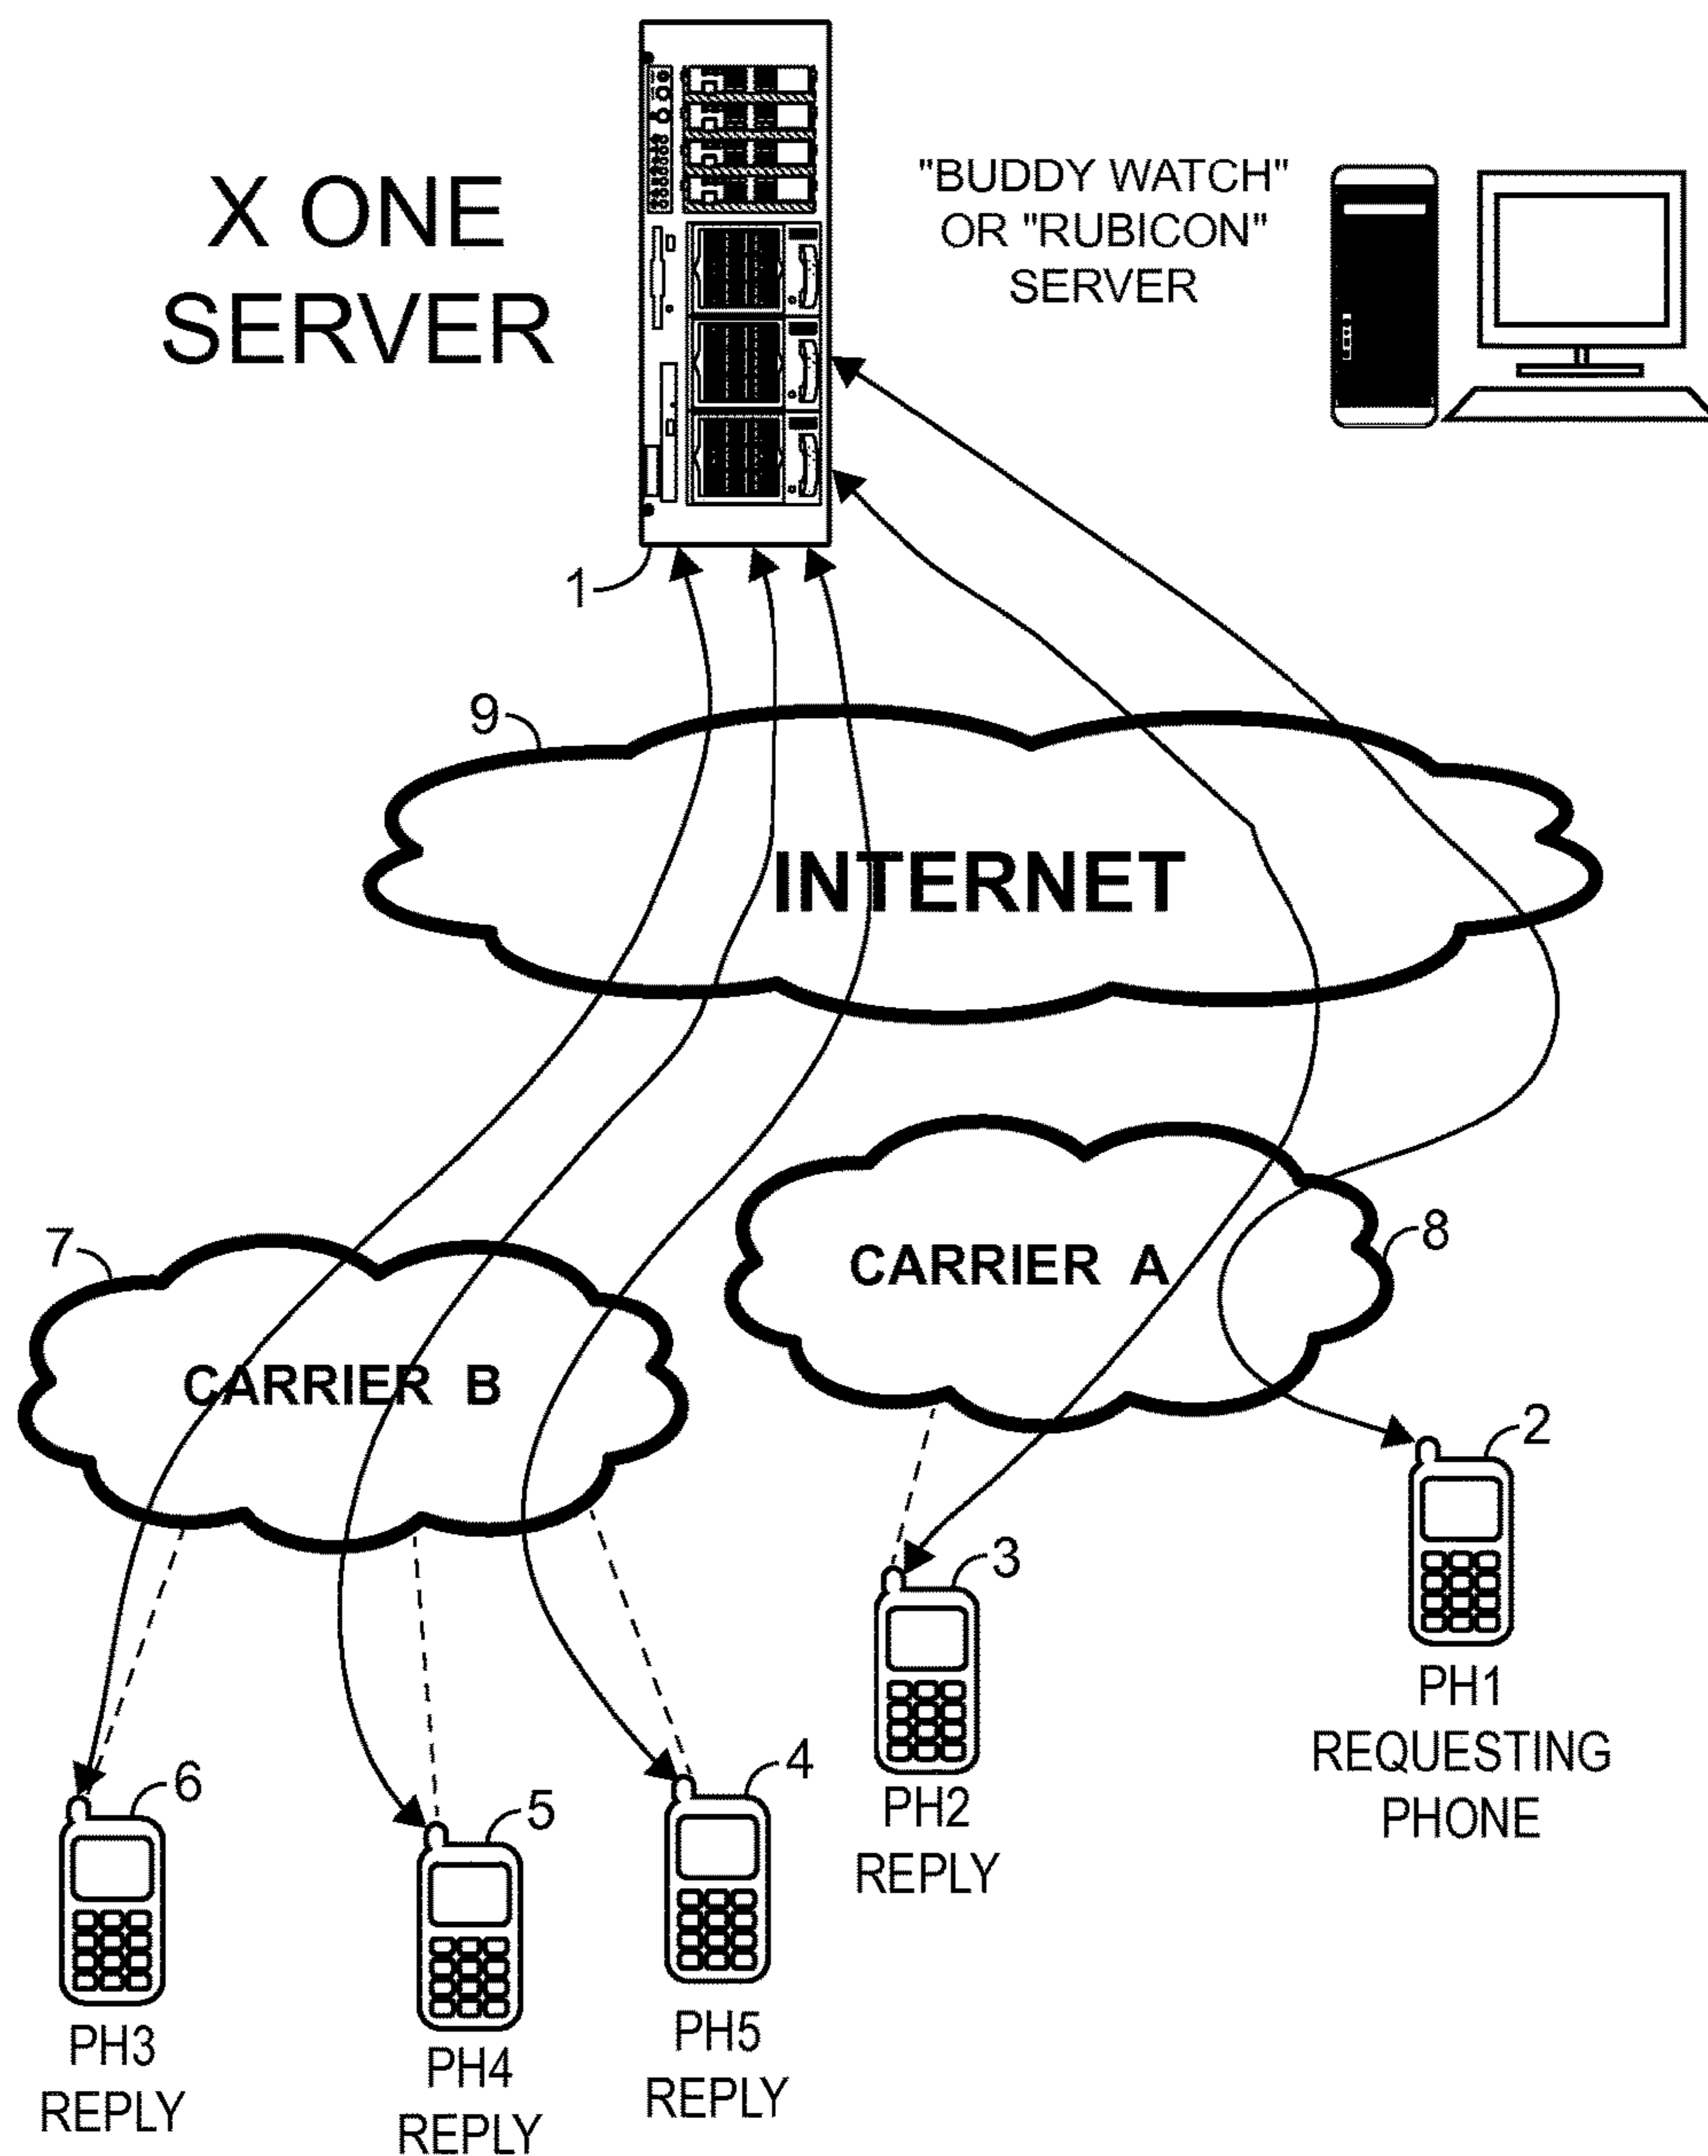 X ONE
SERVER
"BUDDY WATCH"
OR "RUBICON"
SERVER
1
9
INTERNET
7
CARRIER B
8
CARRIER A
2
PH1
REQUESTING
PHONE
3
PH2
REPLY
4
PH5
REPLY
5
PH4
REPLY
6
PH3
REPLY